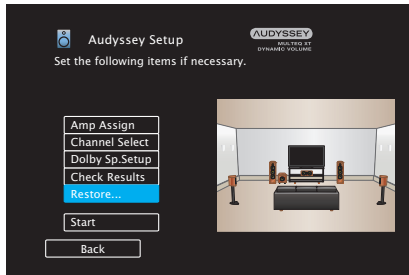 Audyssey Setup
AUDYSSEY
MULTEQ XT
DYNAMIC VOLUME
Set the following items if necessary.
Amp Assign
Channel Select
Dolby Sp.Setup
Check Results
Restore...
Start
Back